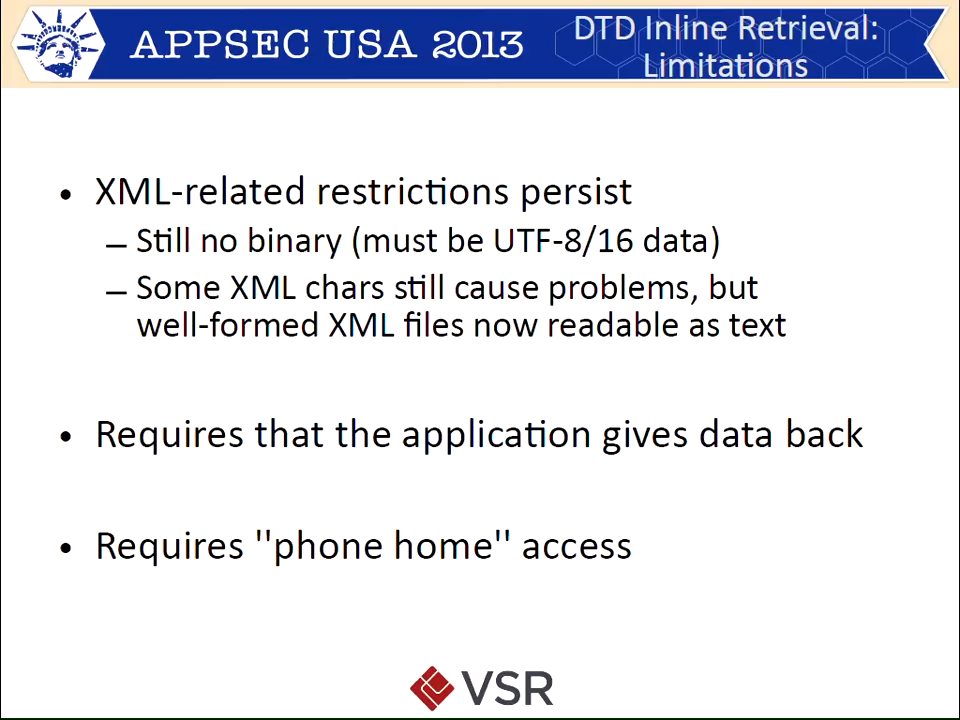 APPSEC USA 2013
DTD Inline Retrieval:
Limitations
• XML-related restrictions persist
– Still no binary (must be UTF-8/16 data)
– Some XML chars still cause problems, but
well-formed XML files now readable as text
• Requires that the application gives data back
• Requires "phone home" access
VSR